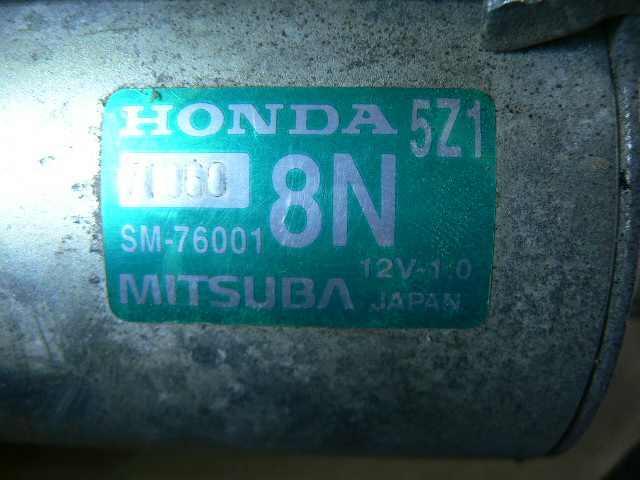 HONDA 5Z1
8N
SM-76001
12V-1.0
MITSUBA JAPAN